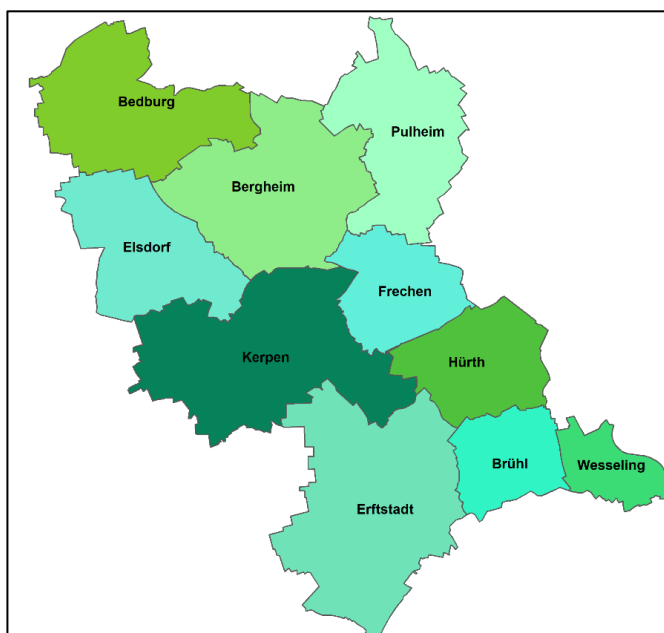 Bedburg
Pulheim
Bergheim
Elsdorf
Frechen
Kerpen
Hürth
Brühl
Wesseling
Erftstadt